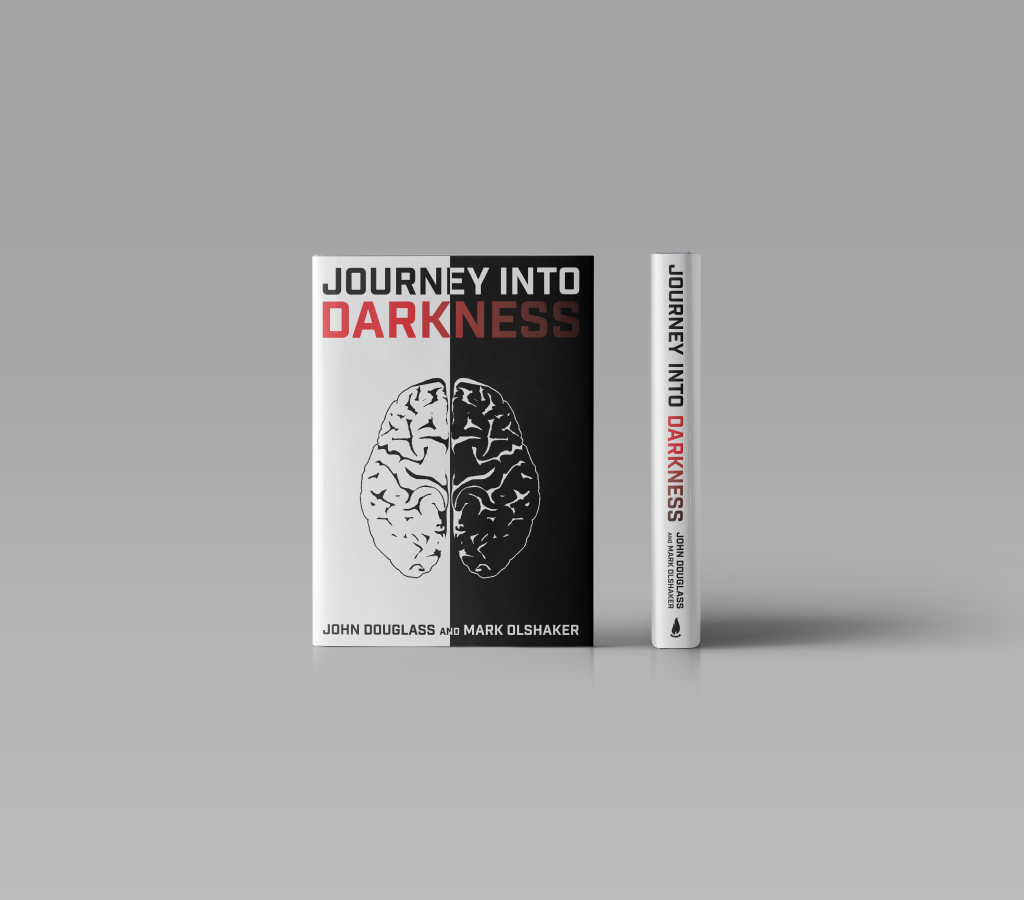 JOURNEY INTO
DARKNESS
JOHN DOUGLASS AND MARK OLSHAKER
JOURNEY INTO DARKNESS
JOHN DOUGLASS
AND MARK OLSHAKER